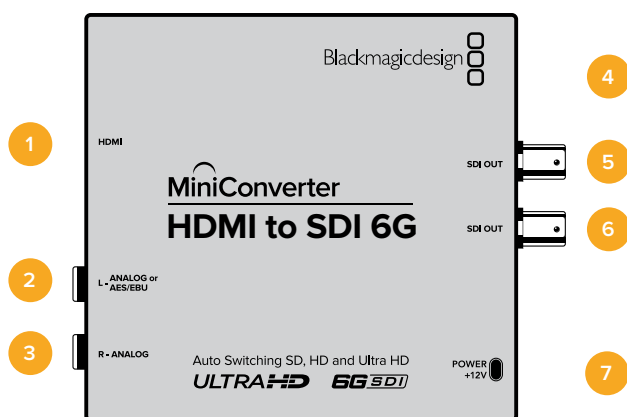 Blackmagicdesign
1
HDMI
4
SDI OUT
5
MiniConverter
HDMI to SDI 6G
SDI OUT
6
2
L - ANALOG or
AES/EBU
3
R - ANALOG
Auto Switching SD, HD and Ultra HD
ULTRAHD 6G SDI
POWER
+12V
7